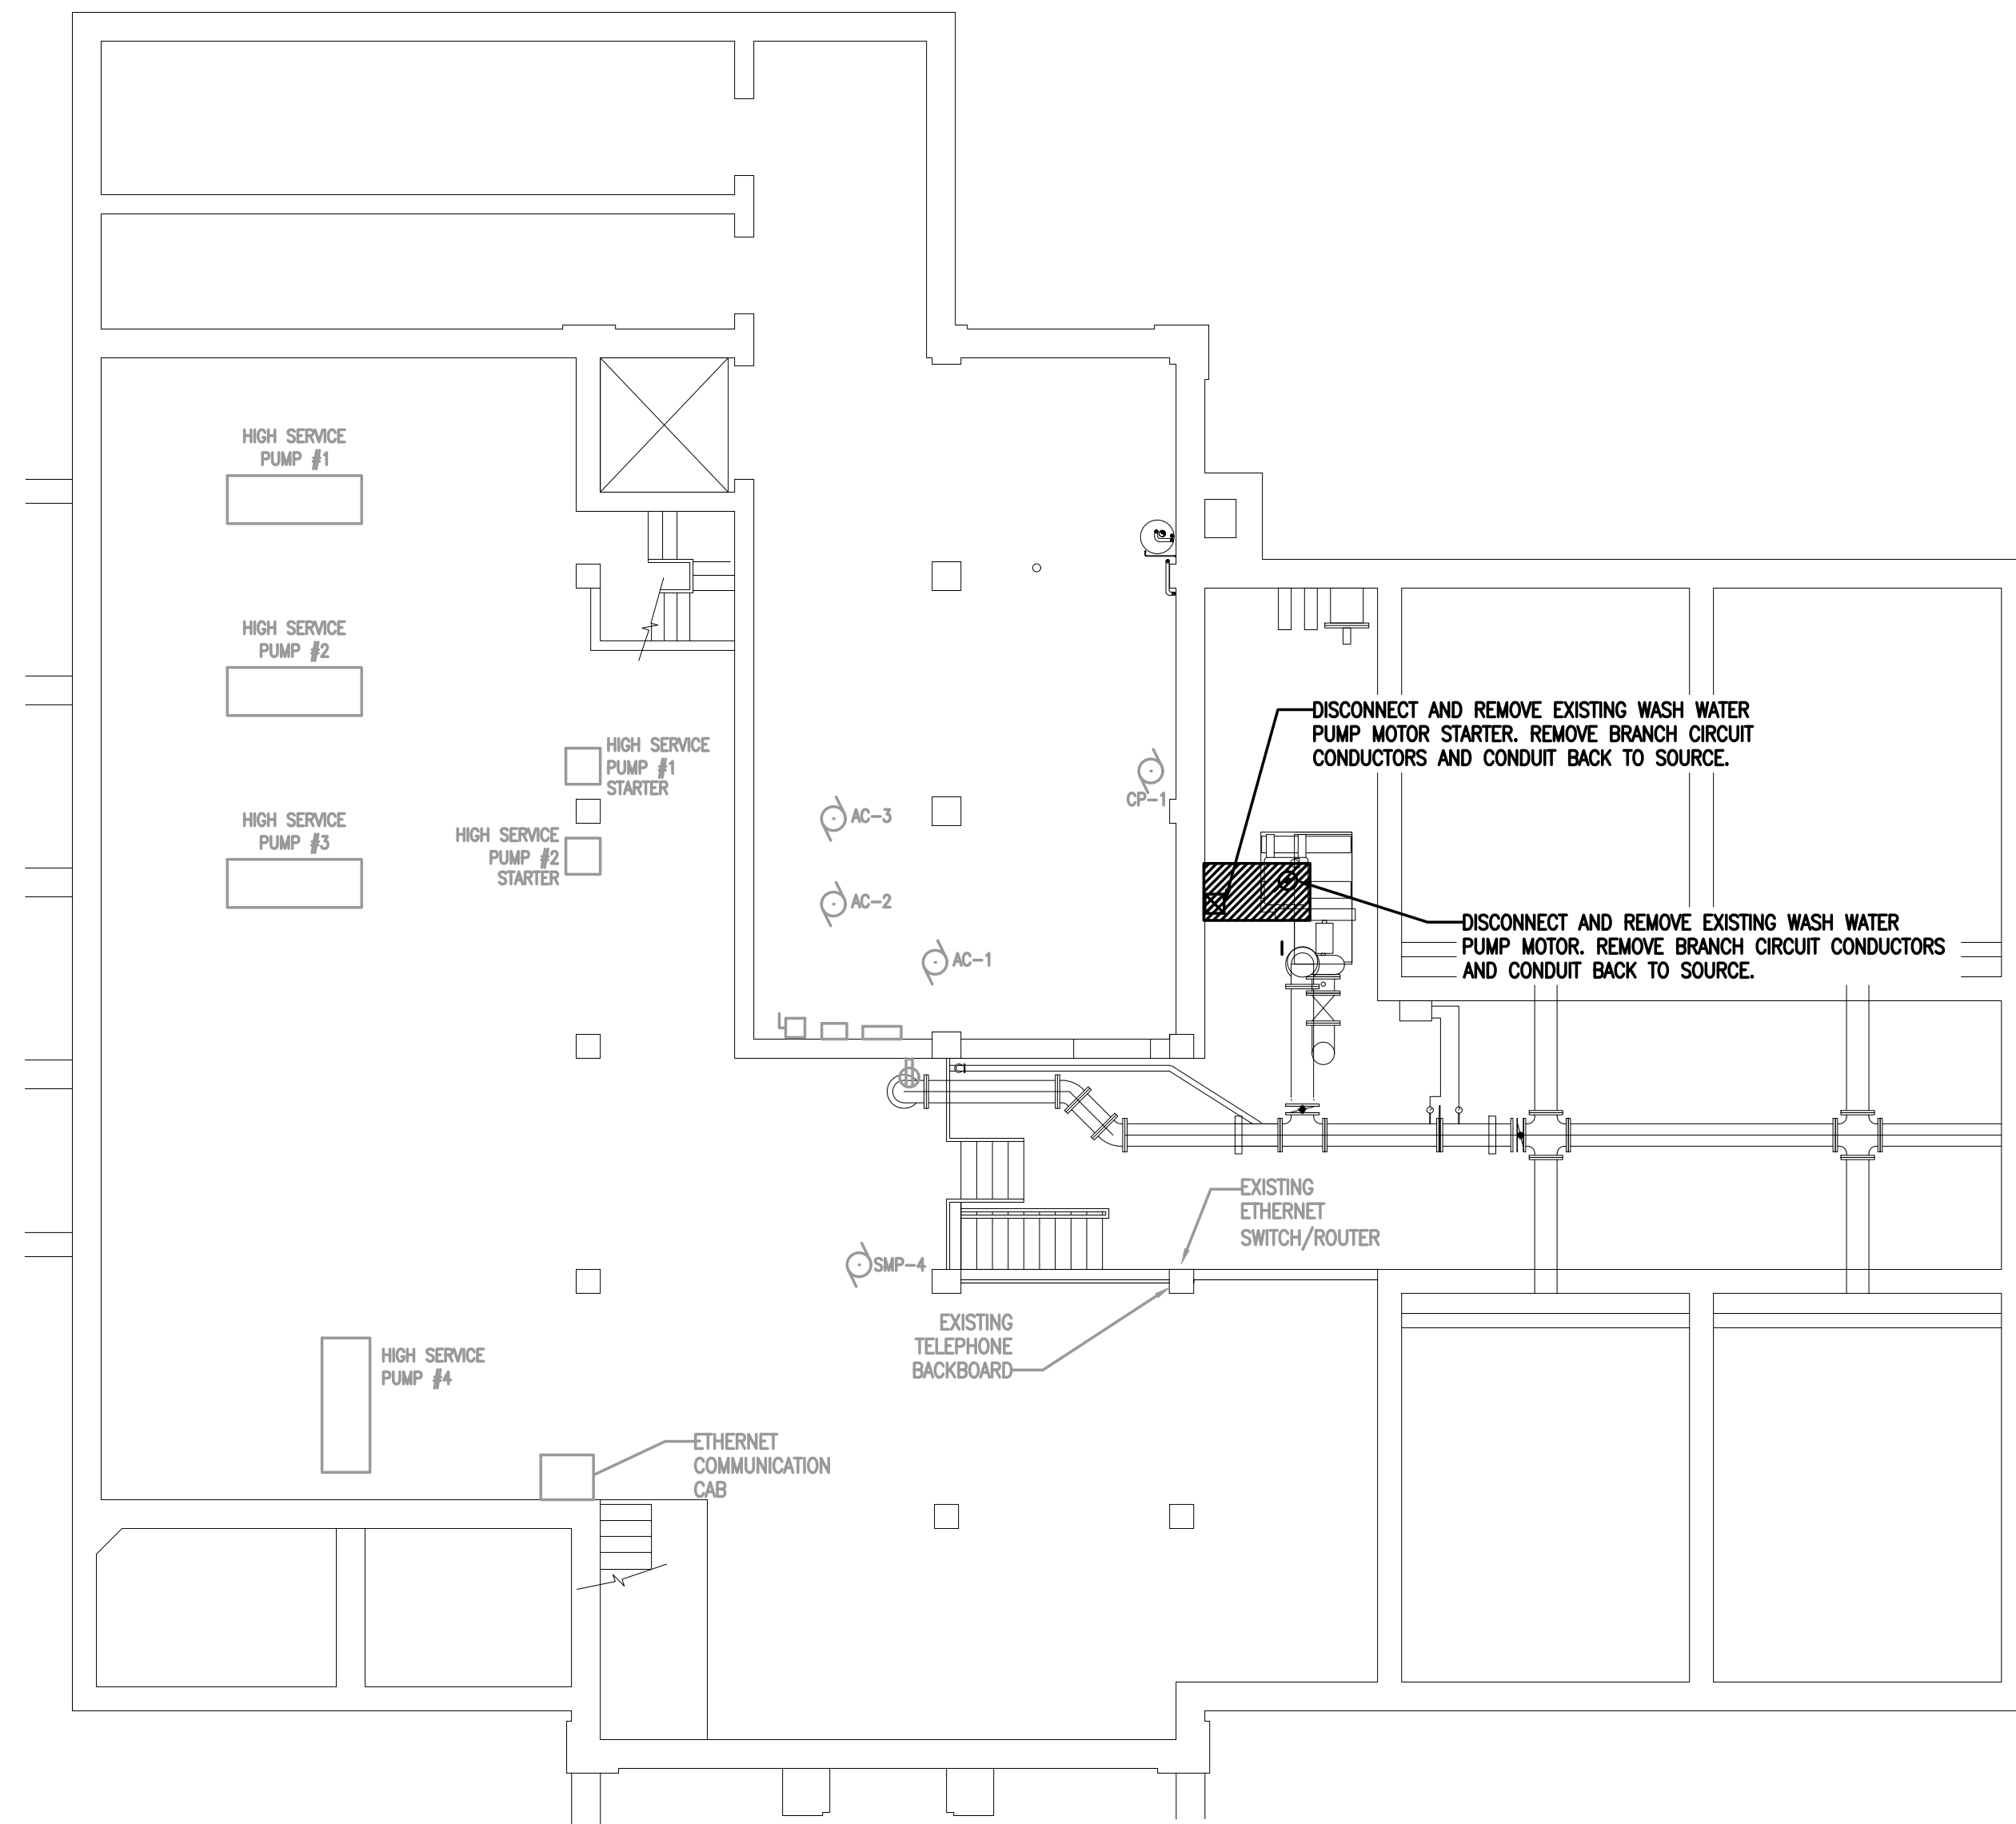 HIGH SERVICE
PUMP #1
HIGH SERVICE
PUMP #2
DISCONNECT AND REMOVE EXISTING WASH WATER
PUMP MOTOR STARTER. REMOVE BRANCH CIRCUIT
CONDUCTORS AND CONDUIT BACK TO SOURCE.
HIGH SERVICE
PUMP #1
STARTER
CP-1
AC-3
HIGH SERVICE
PUMP #3
HIGH SERVICE
PUMP #2
STARTER
AC-2
DISCONNECT AND REMOVE EXISTING WASH WATER
PUMP MOTOR. REMOVE BRANCH CIRCUIT CONDUCTORS
AND CONDUIT BACK TO SOURCE.
AC-1
EXISTING
ETHERNET
SWITCH/ROUTER
SMP-4
EXISTING
TELEPHONE
BACKBOARD
HIGH SERVICE
PUMP #4
ETHERNET
COMMUNICATION
CAB